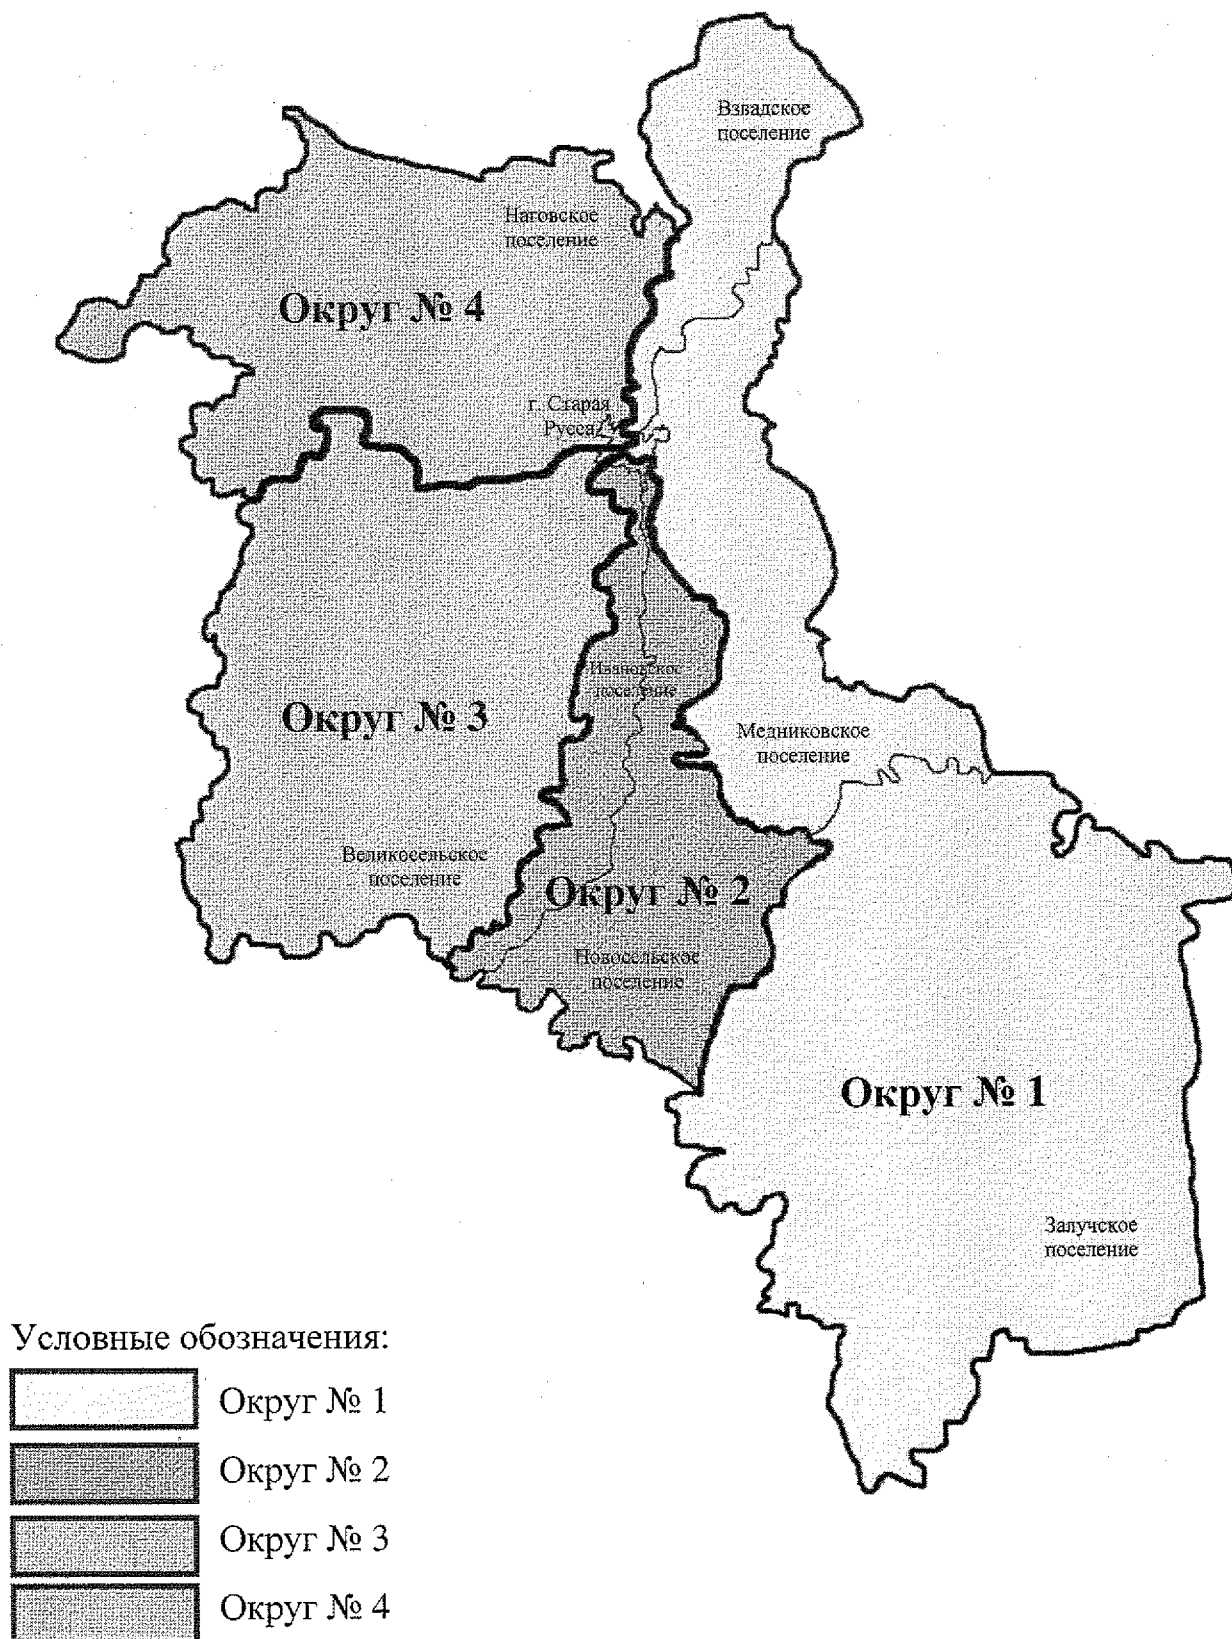 Взвадское
поселение
Наговское
поселение
Округ № 4
г. Старая
Русса
Ивановское
поселение
Округ № 3
Медниковское
поселение
Великосельское
поселение
Округ № 2
Новосельское
поселение
Округ № 1
Залучское
поселение
Условные обозначения:
Округ № 1
Округ № 2
Округ № 3
Округ № 4